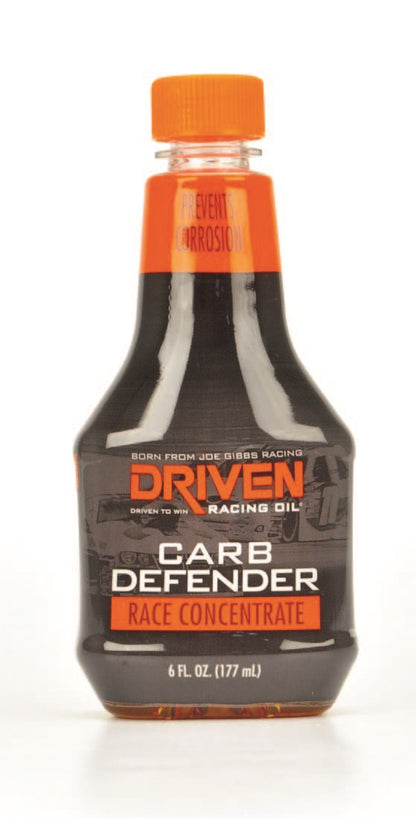 PREVENTS
CORROSION
BORN FROM JOE GIBBS RACING
DRIVEN
DRIVEN TO WIN RACING OIL®
CARB
DEFENDER
RACE CONCENTRATE
6 FL. OZ. (177 mL)